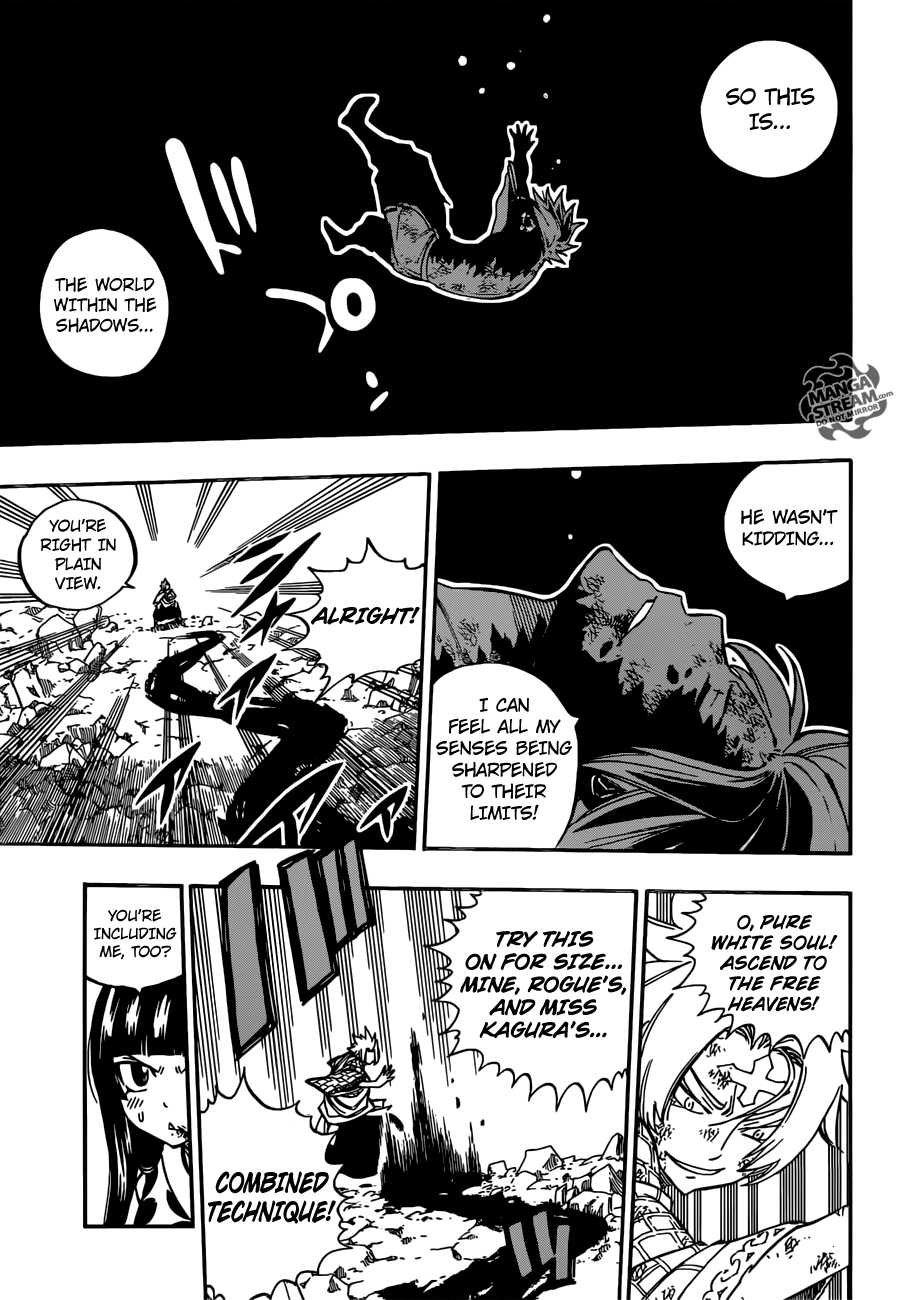 SO THIS
IS...
THE WORLD
WITHIN THE
SHADOWS...
MANGA
STREAM.com
DO NOT MIRROR
HE WASN'T
KIDDING...
I CAN
FEEL ALL MY
SENSES BEING
SHARPENED
TO THEIR
LIMITS!
ALRIGHT!
YOU'RE
RIGHT IN
PLAIN
VIEW.
O, PURE
WHITE SOUL!
ASCEND TO
THE FREE
HEAVENS!
TRY THIS
ON FOR SIZE...
MINE, ROGUE'S,
AND MISS
KAGURA'S...
COMBINED
TECHNIQUE!
YOU'RE
INCLUDING
ME, TOO?